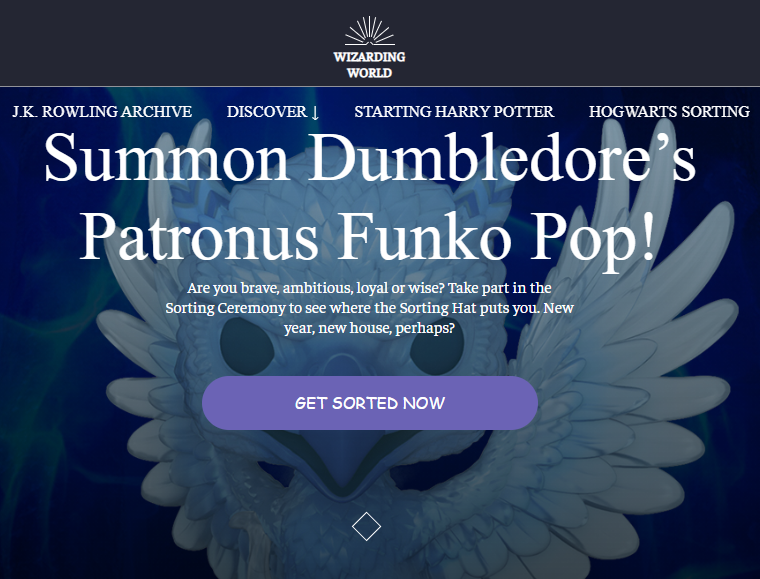 WIZARDING
WORLD
J.K. ROWLING ARCHIVE DISCOVER ↓ STARTING HARRY POTTER HOGWARTS SORTING
Summon Dumbledore’s
Patronus Funko Pop!
Are you brave, ambitious, loyal or wise? Take part in the
Sorting Ceremony to see where the Sorting Hat puts you. New
year, new house, perhaps?
GET SORTED NOW